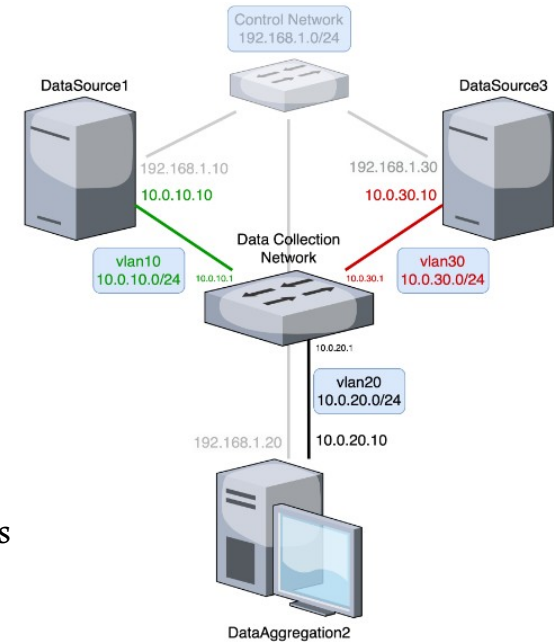 Control Network
192.168.1.0/24
DataSource1
DataSource3
192.168.1.10
192.168.1.30
10.0.10.10
10.0.30.10
Data Collection
Network
vlan10
10.0.10.0/24
10.0.10.1
10.0.30.1
vlan30
10.0.30.0/24
10.0.20.1
vlan20
10.0.20.0/24
192.168.1.20
10.0.20.10
s
DataAggregation2